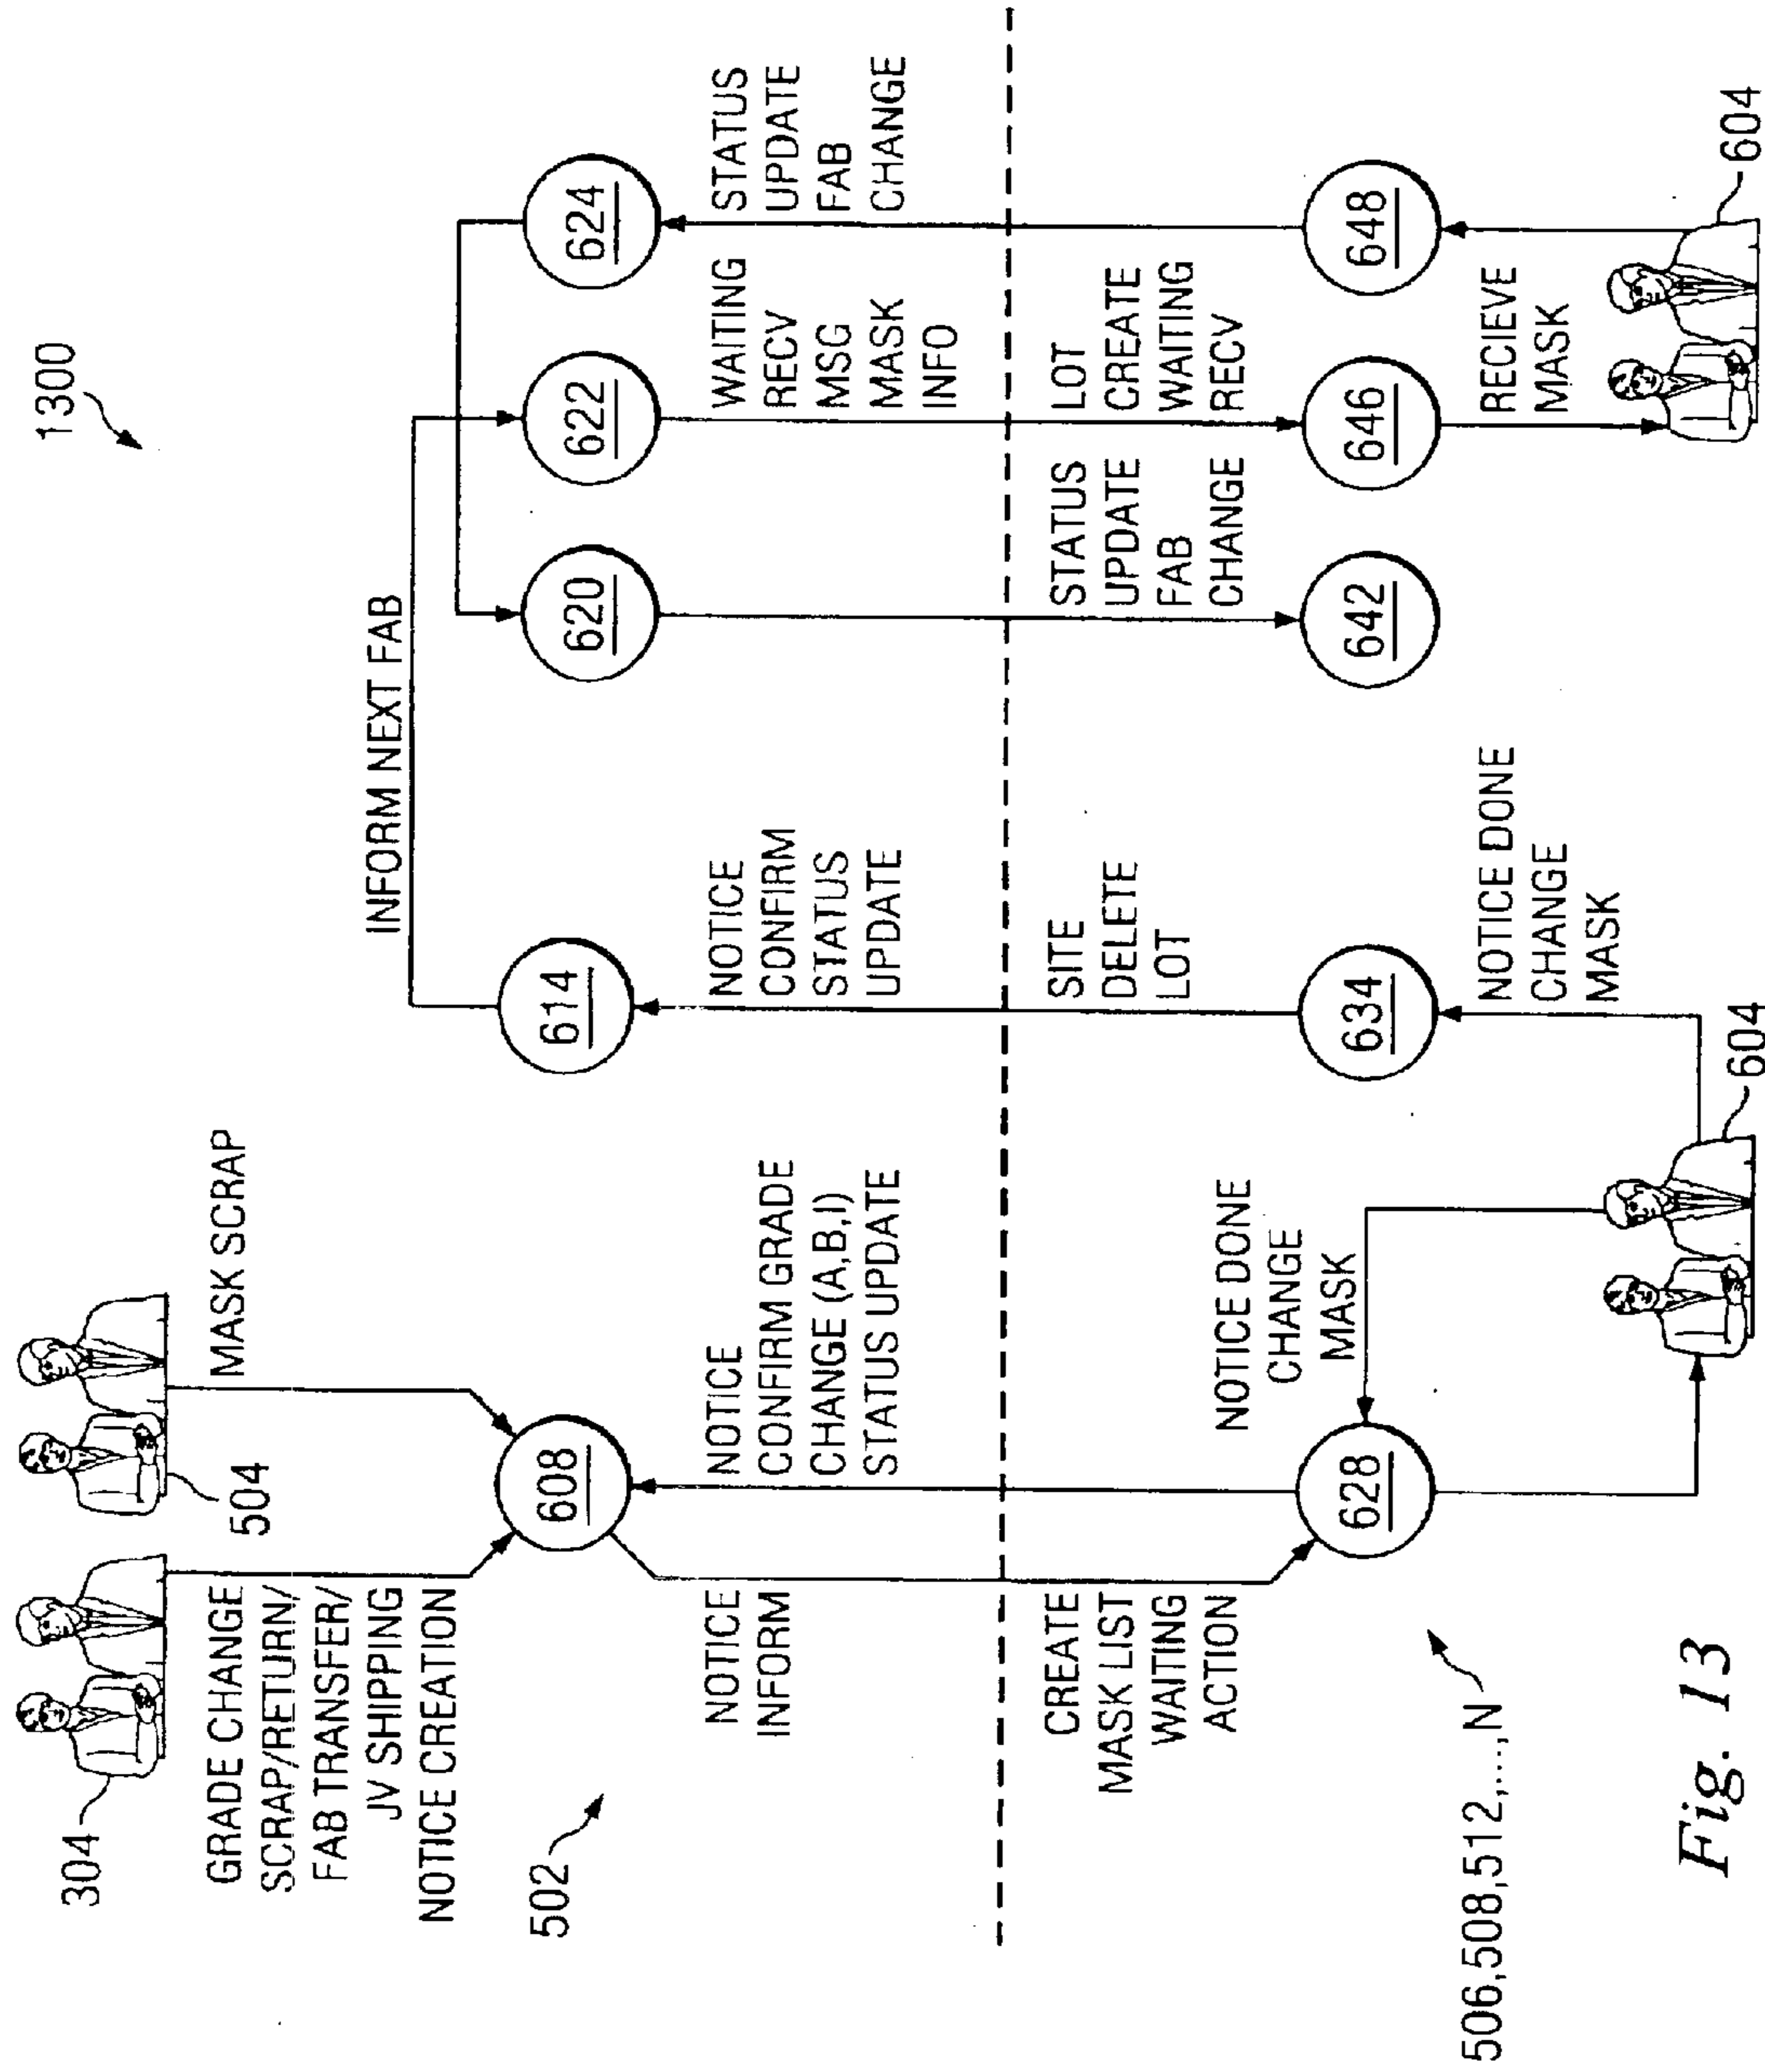 1300
304
504
MASK SCRAP
GRADE CHANGE
SCRAP/RETURN/
FAB TRANSFER/
JV SHIPPING
NOTICE CREATION
INFORM NEXT FAB
502
608
614
620
622
624
NOTICE
INFORM
NOTICE
CONFIRM GRADE
CHANGE (A,B,I)
STATUS UPDATE
NOTICE
CONFIRM
STATUS
UPDATE
WAITING
RECV
MSG
MASK
INFO
STATUS
UPDATE
FAB
CHANGE
CREATE
MASK LIST
WAITING
ACTION
NOTICE DONE
CHANGE
MASK
SITE
DELETE
LOT
STATUS
UPDATE
FAB
CHANGE
LOT
CREATE
WAITING
RECV
628
634
642
646
648
NOTICE DONE
CHANGE
MASK
RECIEVE
MASK
604
604
506,508,512,...,N
Fig. 13